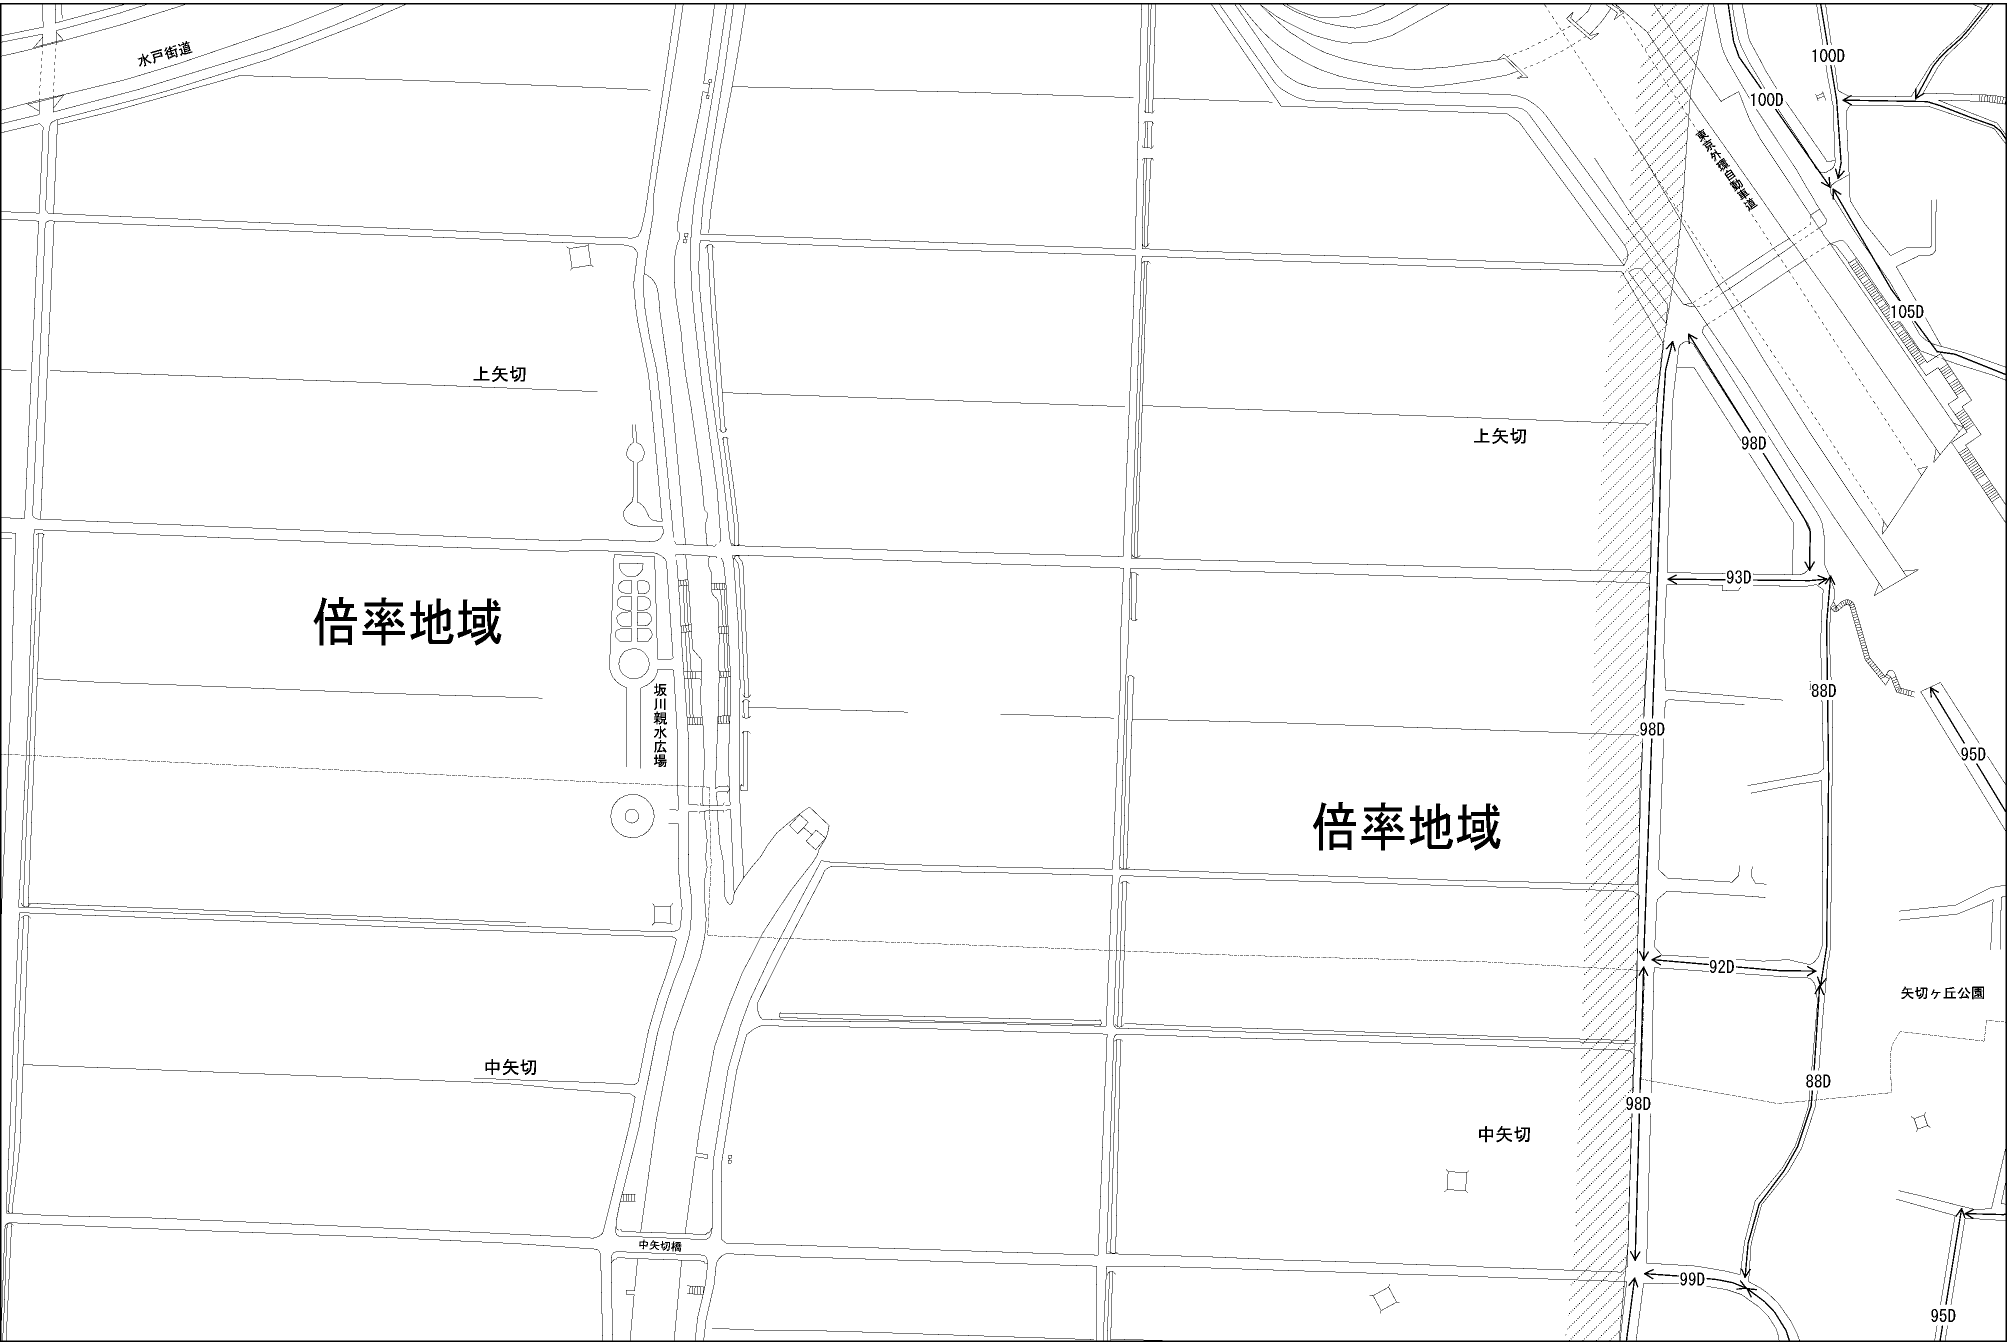 水戸街道
100D
100D
東京外環自動車道
105D
上矢切
上矢切
98D
93D
倍率地域
88D
坂川親水広場
98D
95D
倍率地域
92D
矢切ヶ丘公園
中矢切
88D
98D
中矢切
中矢切橋
99D
95D